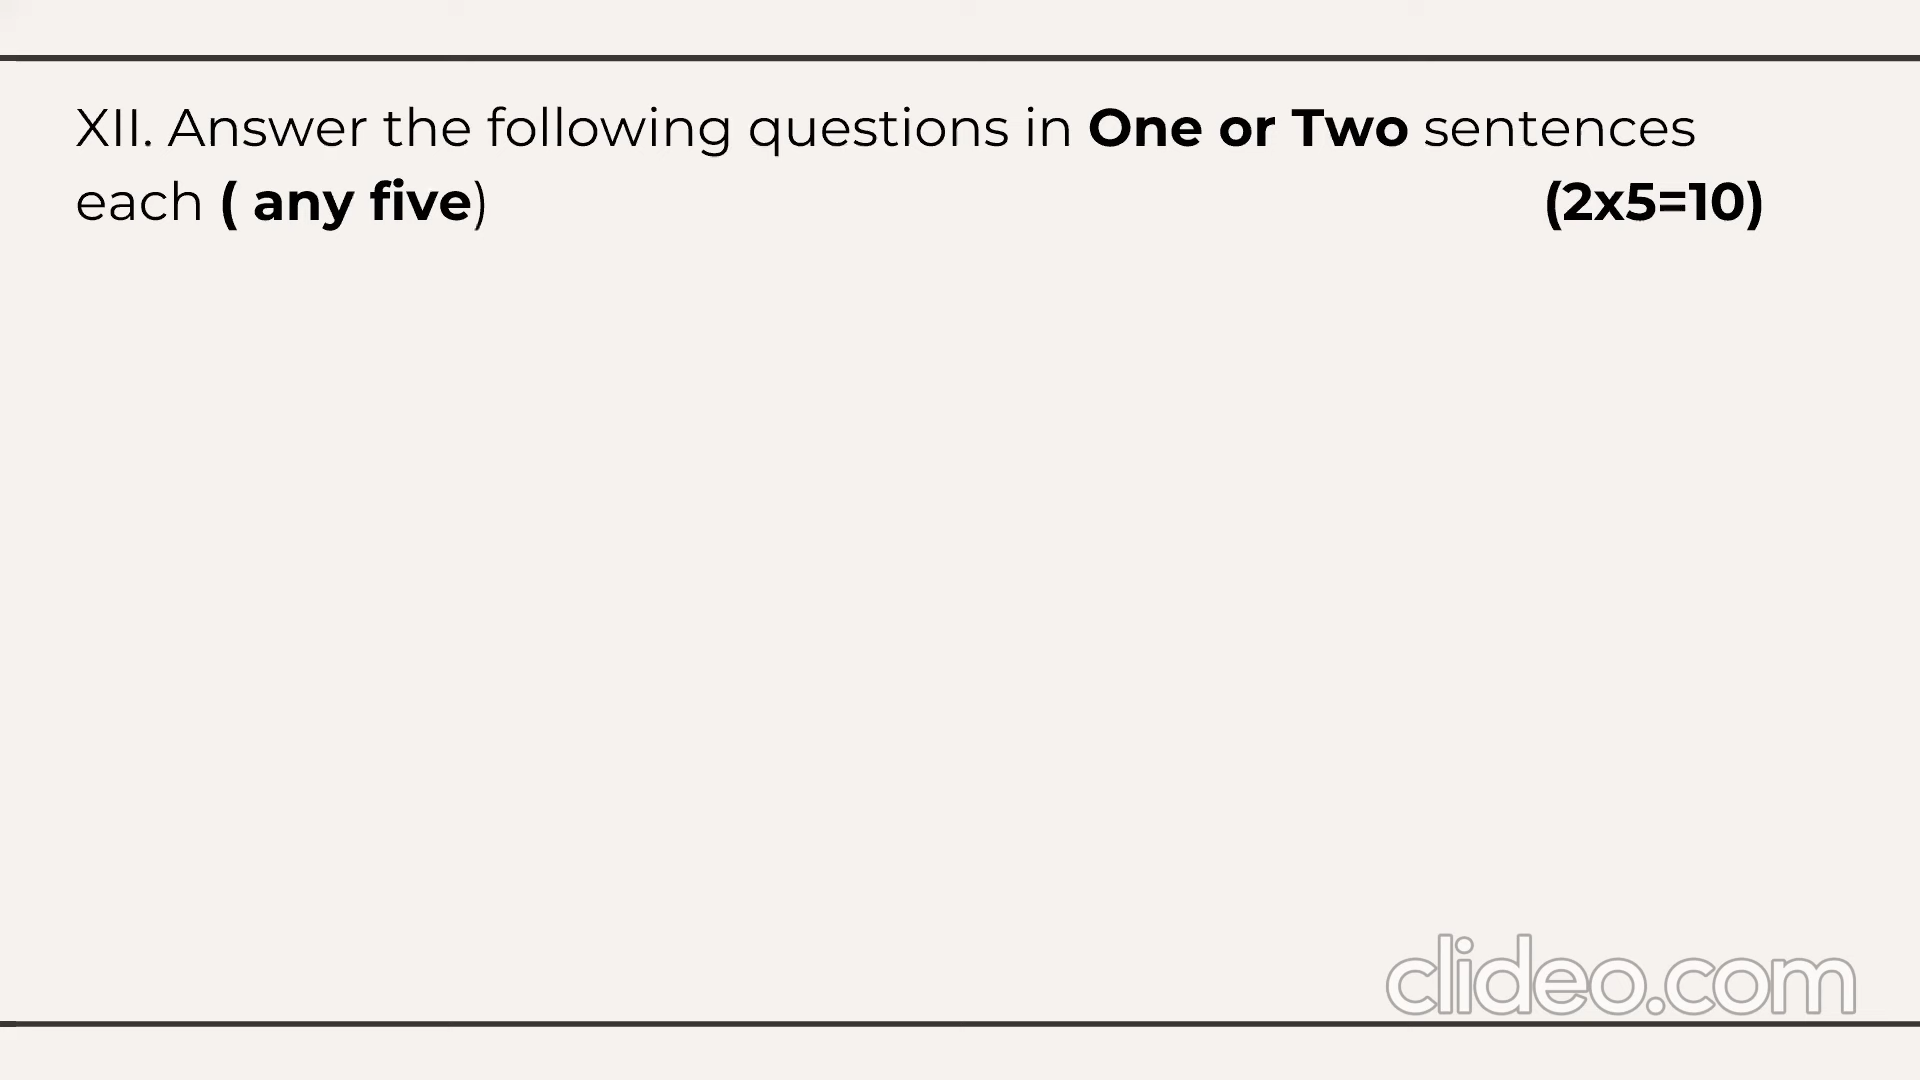 XII. Answer the following questions in One or Two sentences
each ( any five) (2x5=10)
clideo.com